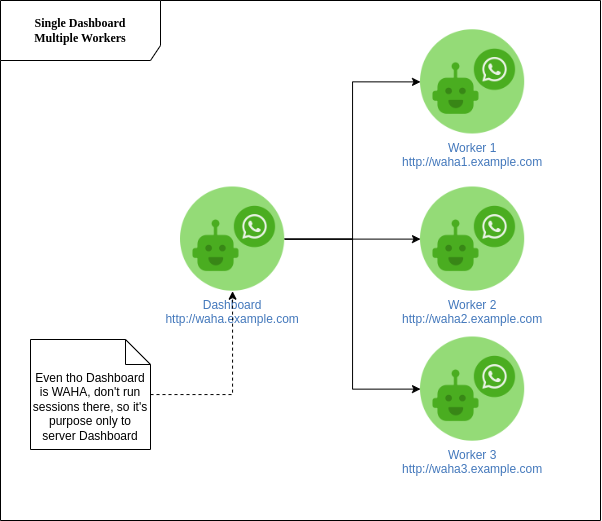 Single Dashboard
Multiple Workers
Worker 1
http://waha1.example.com
Dashboard
http://waha.example.com
Worker 2
http://waha2.example.com
Even tho Dashboard
is WAHA, don't run
sessions there, so it's
purpose only to
server Dashboard
Worker 3
http://waha3.example.com